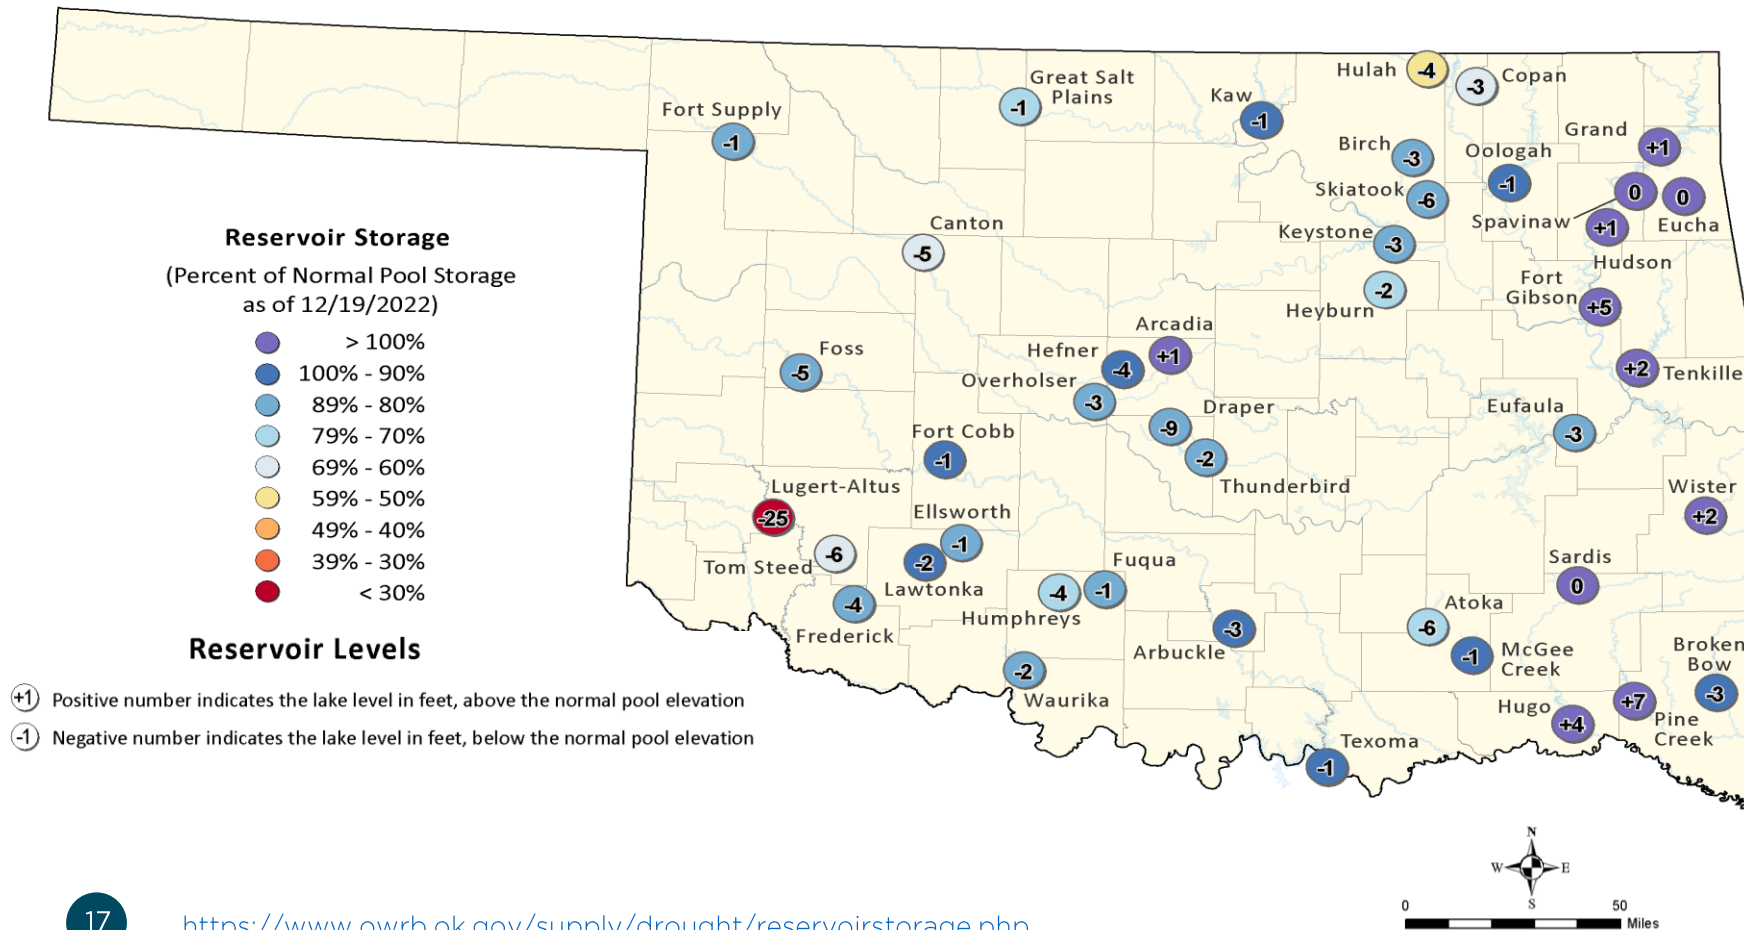 Hulah
-4
-3
Copan
Great Salt
Plains
-1
Kaw
-1
Fort Supply
-1
Grand
+1
Birch
-3
Oologah
-1
Skiatook
-6
0
0
Spavinaw
Eucha
+1
Hudson
Canton
-5
Keystone
-3
Reservoir Storage
(Percent of Normal Pool Storage
as of 12/19/2022)
> 100%
100% - 90%
89% - 80%
79% - 70%
69% - 60%
59% - 50%
49% - 40%
39% - 30%
< 30%
-2
Heyburn
Fort
Gibson
+5
Arcadia
+1
Hefner
-4
Foss
-5
Overholser
-3
+2
Tenkille
Draper
-9
Eufaula
-3
Fort Cobb
-1
-2
Thunderbird
Lugert-Altus
-25
Wister
+2
Ellsworth
-1
-6
Tom Steed
-2
Lawtonka
Fuqua
-1
-4
Humphreys
Sardis
0
-4
Frederick
Atoka
-6
-3
Arbuckle
-1
McGee
Creek
Broken
Bow
-3
-2
Waurika
Hugo
+4
+7
Pine
Creek
Texoma
-1
Reservoir Levels
+1 Positive number indicates the lake level in feet, above the normal pool elevation
-1 Negative number indicates the lake level in feet, below the normal pool elevation
N
W E
S
0 50
Miles
17
https://www.owrb.ok.gov/supply/drought/reservoirstorage.php